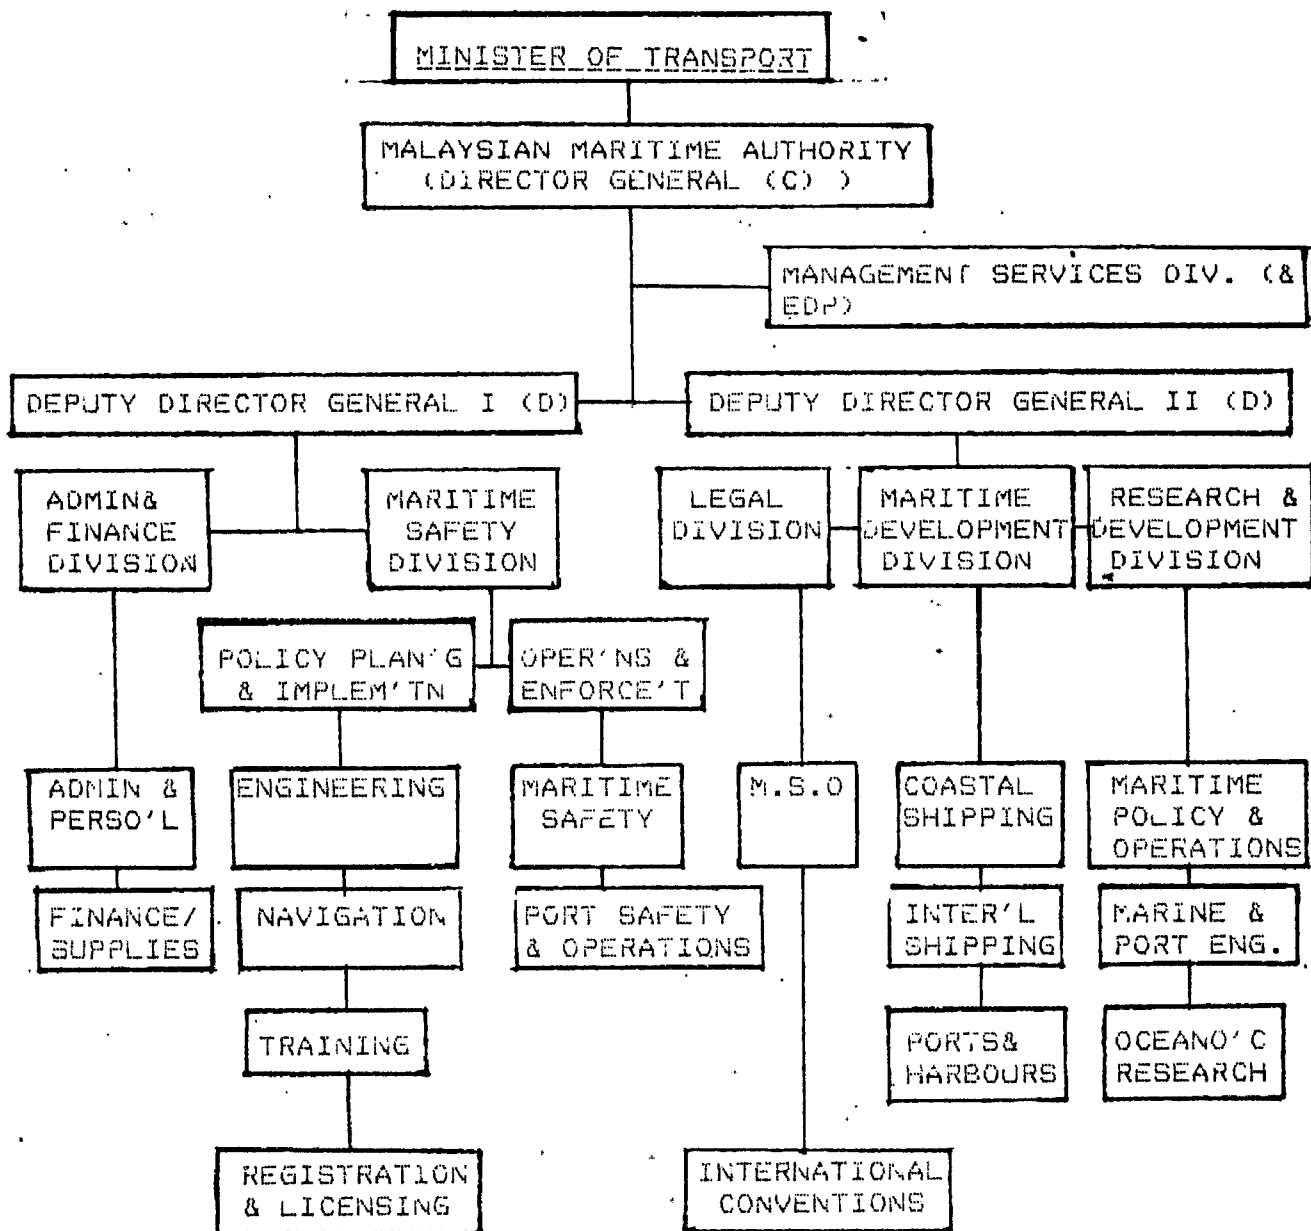 MINISTER OF TRANSPORT
MALAYSIAN MARITIME AUTHORITY
(DIRECTOR GENERAL (C) )
MANAGEMENT SERVICES DIV. (&
EDP)
DEPUTY DIRECTOR GENERAL I (D)
DEPUTY DIRECTOR GENERAL II (D)
ADMIN&
FINANCE
DIVISION
MARITIME
SAFETY
DIVISION
LEGAL
DIVISION
MARITIME
DEVELOPMENT
DIVISION
RESEARCH &
DEVELOPMENT
DIVISION
POLICY PLAN'G
& IMPLEM'TN
OPER'NS &
ENFORCE'T
ADMIN &
PERSO'L
ENGINEERING
MARITIME
SAFETY
M.S.O
COASTAL
SHIPPING
MARITIME
POLICY &
OPERATIONS
FINANCE/
SUPPLIES
NAVIGATION
PORT SAFETY
& OPERATIONS
INTER'L
SHIPPING
MARINE &
PORT ENG.
TRAINING
PORTS&
HARBOURS
OCEANO'C
RESEARCH
REGISTRATION
& LICENSING
INTERNATIONAL
CONVENTIONS